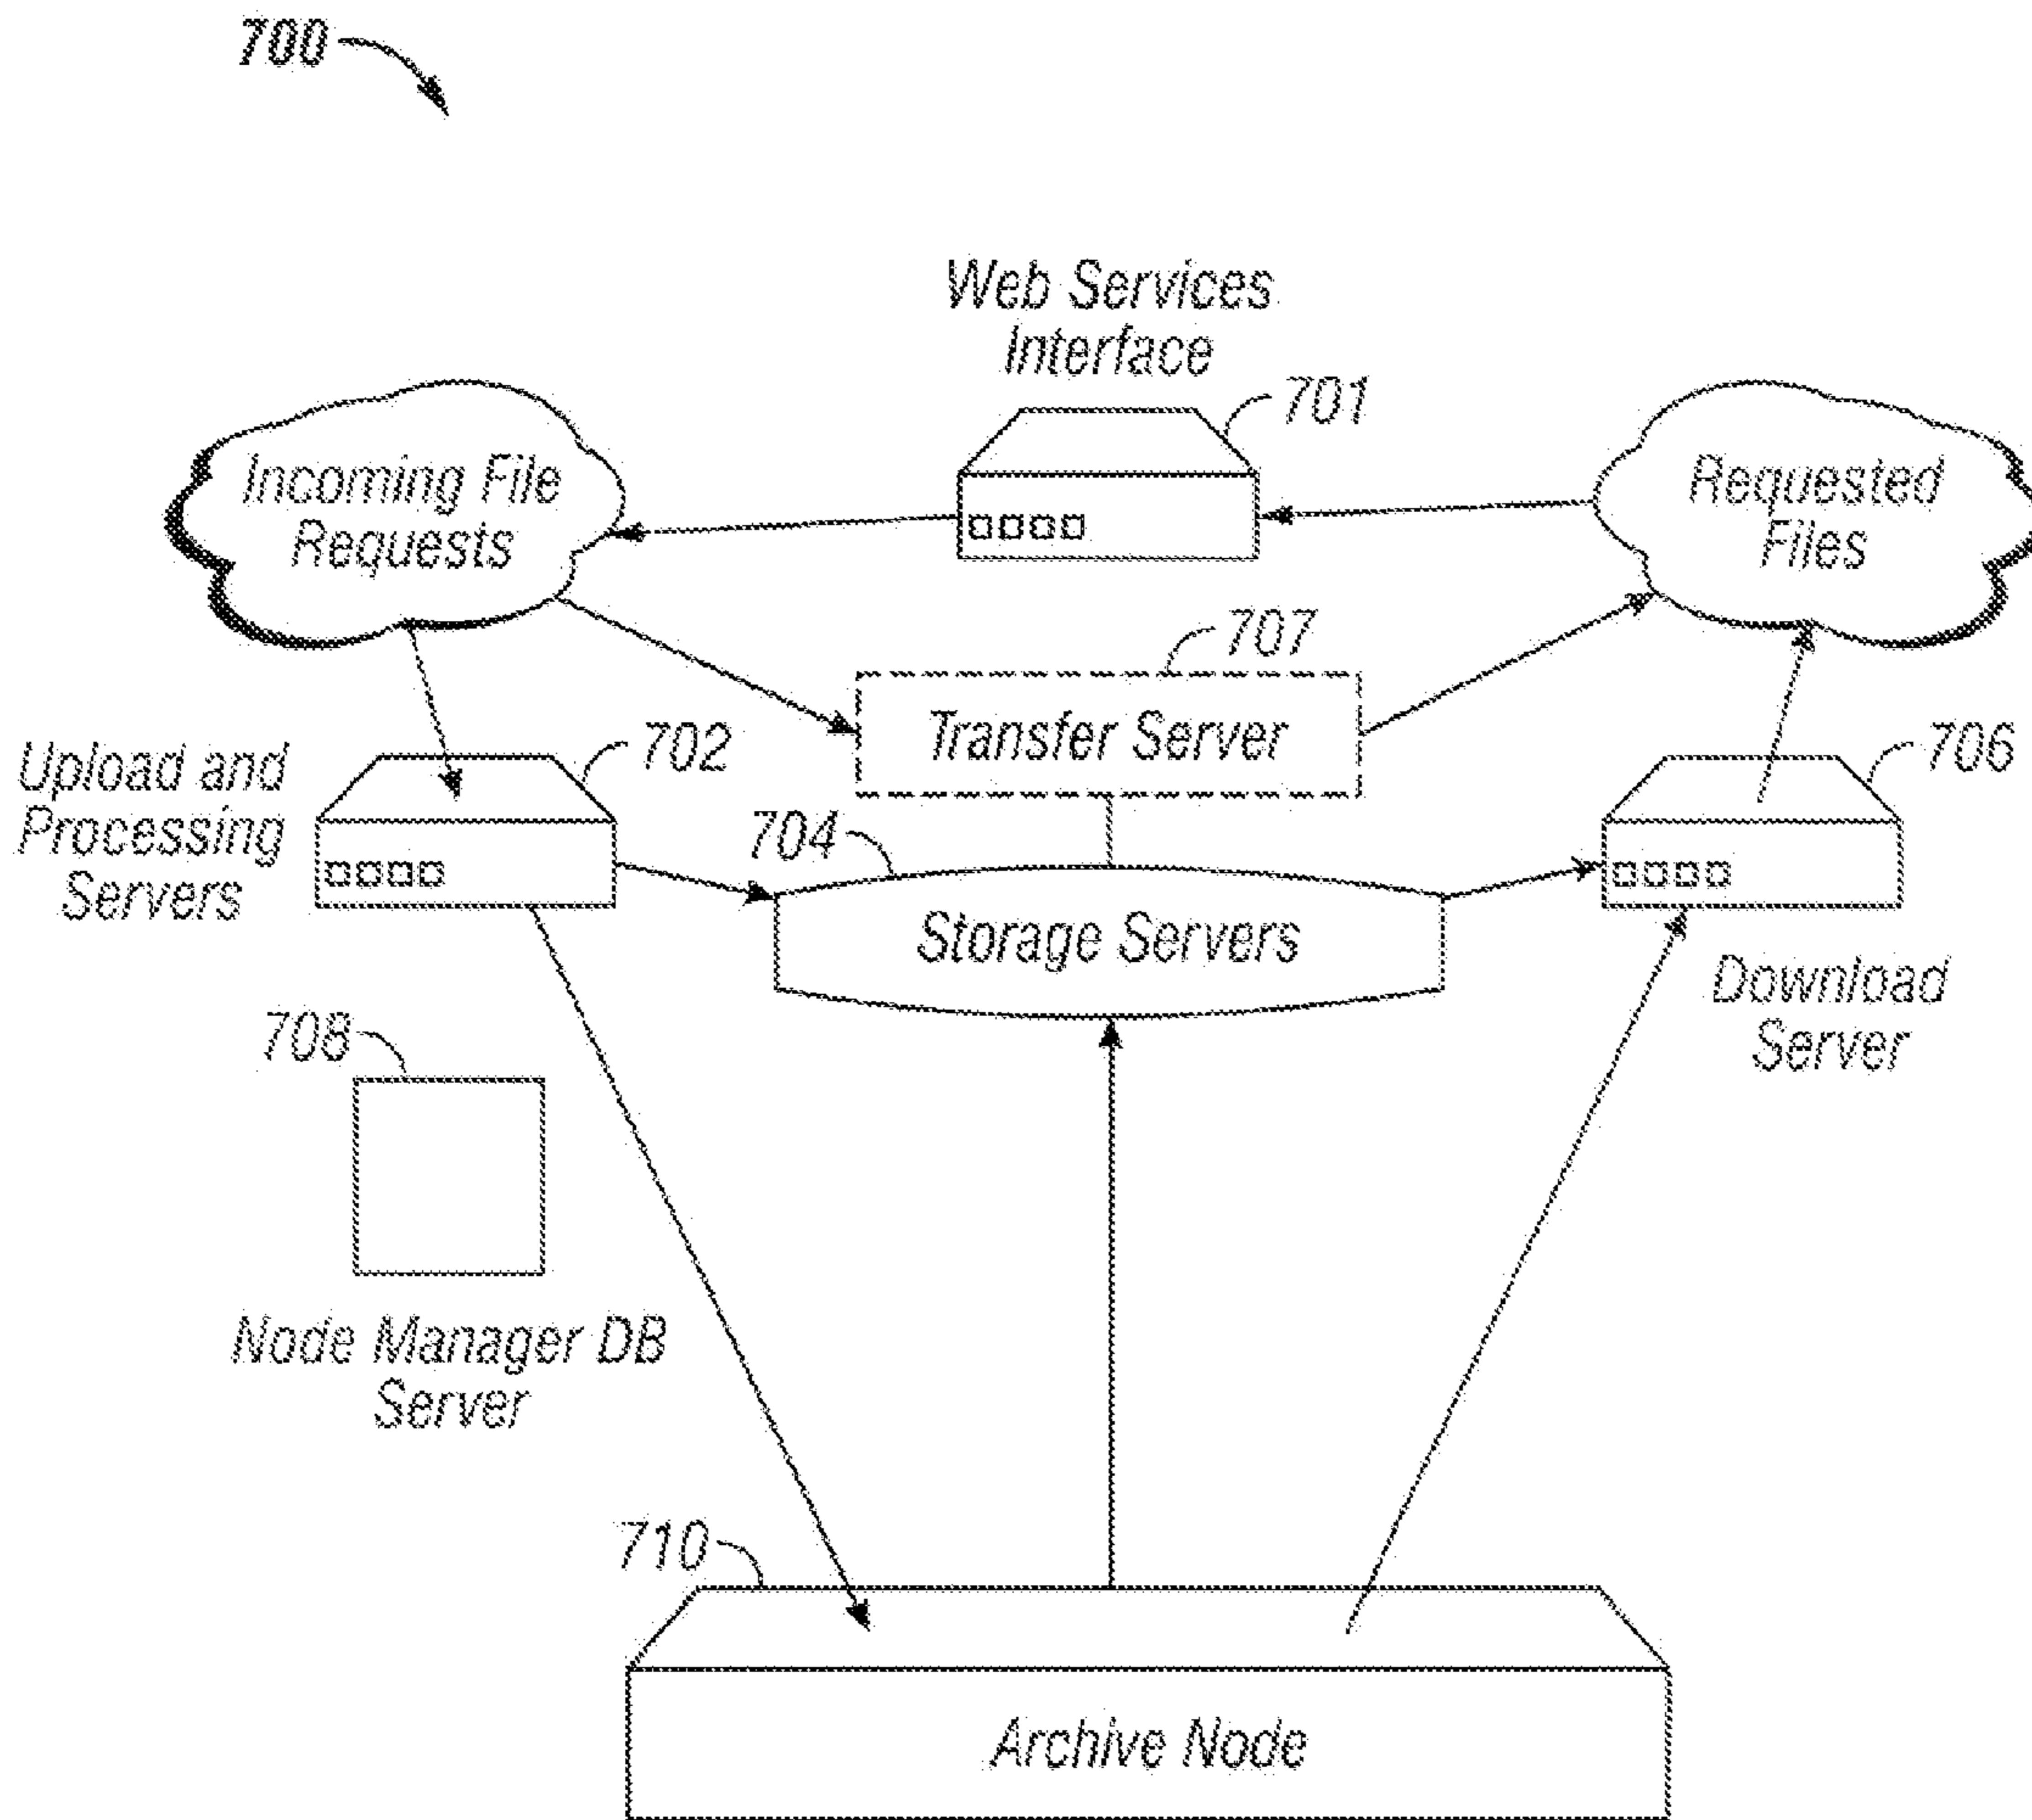 700
Web Services
Interface
701
Incoming File
Requests
Requested
Files
707
Transfer Server
702
Upload and
Processing
Servers
706
704
Storage Servers
Download
Server
708
Node Manager DB
Server
710
Archive Node